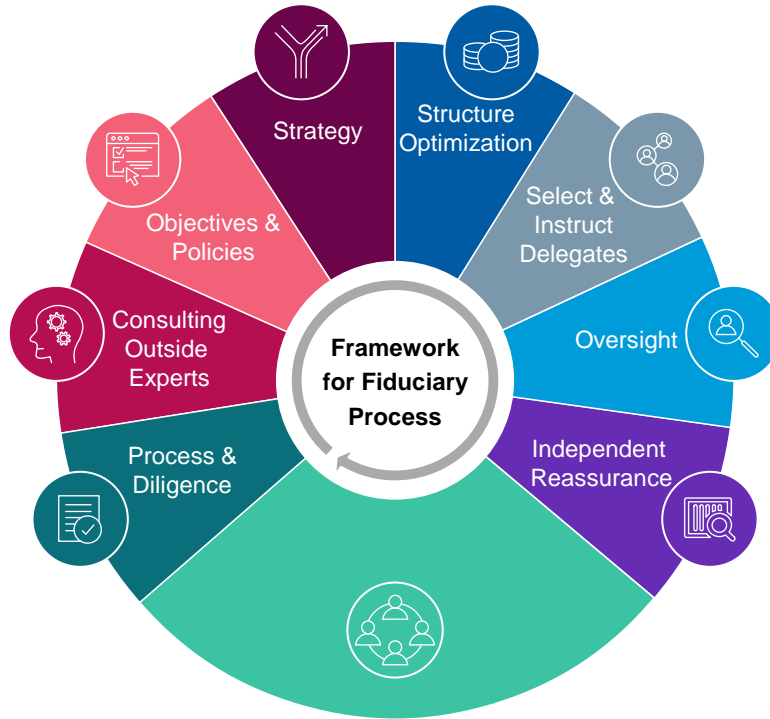 Strategy
Structure
Optimization
Select &
Instruct
Delegates
Objectives &
Policies
Consulting
Outside
Experts
Framework
for Fiduciary
Process
Oversight
Process &
Diligence
Independent
Reassurance